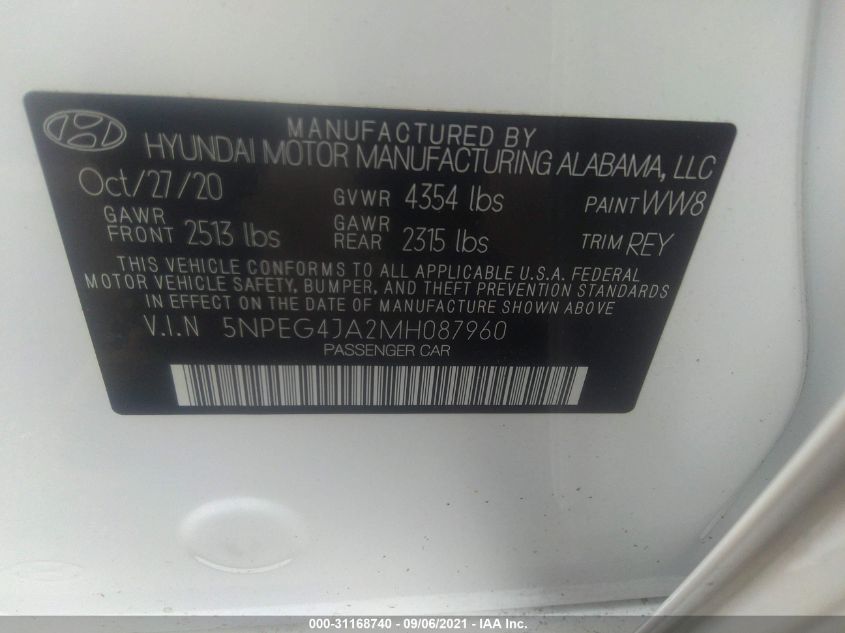 MANUFACTURED BY
HYUNDAI MOTOR MANUFACTURING ALABAMA, LLC
Oct/27/20 GVWR 4354 lbs PAINT WW8
GAWR FRONT 2513 lbs GAWR REAR 2315 lbs TRIM REY
THIS VEHICLE CONFORMS TO ALL APPLICABLE U.S.A. FEDERAL
MOTOR VEHICLE SAFETY, BUMPER, AND THEFT PREVENTION STANDARDS
IN EFFECT ON THE DATE OF MANUFACTURE SHOWN ABOVE
V.I.N 5NPEG4JA2MH087960
PASSENGER CAR
000-31168740 - 09/06/2021 - IAA Inc.